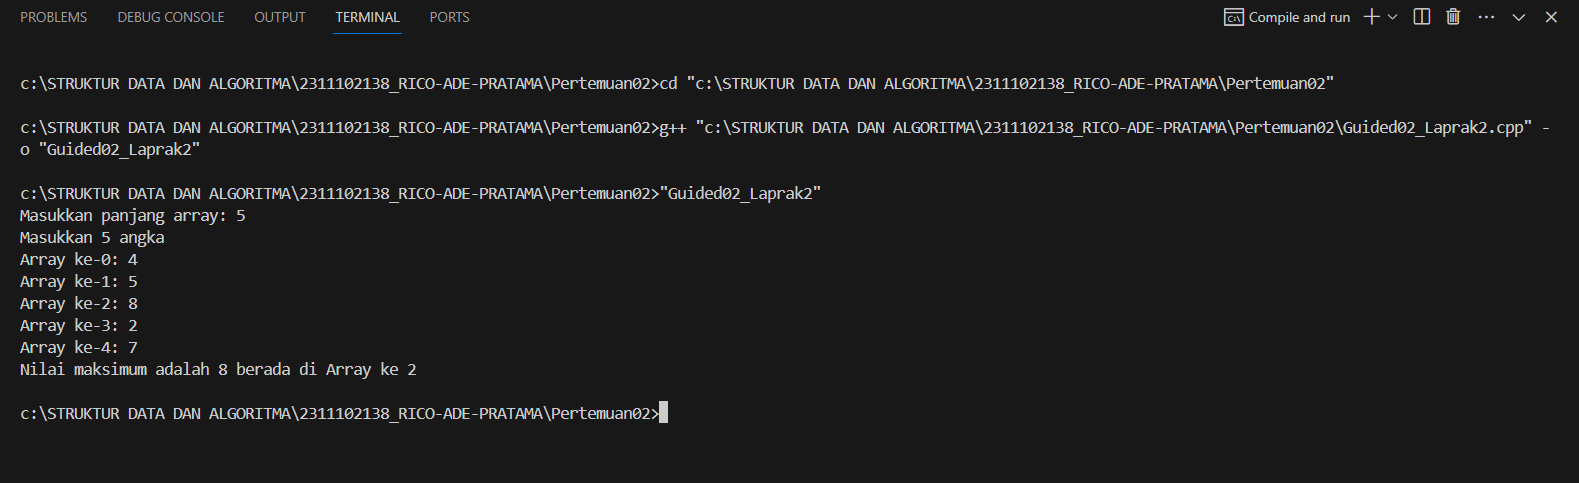 PROBLEMS DEBUG CONSOLE OUTPUT TERMINAL PORTS Compile and run
c:\STRUKTUR DATA DAN ALGORITMA\2311102138_RICO-ADE-PRATAMA\Pertemuan02>cd "c:\STRUKTUR DATA DAN ALGORITMA\2311102138_RICO-ADE-PRATAMA\Pertemuan02"
c:\STRUKTUR DATA DAN ALGORITMA\2311102138_RICO-ADE-PRATAMA\Pertemuan02>g++ "c:\STRUKTUR DATA DAN ALGORITMA\2311102138_RICO-ADE-PRATAMA\Pertemuan02\Guided02_Laprak2.cpp" -
o "Guided02_Laprak2"
c:\STRUKTUR DATA DAN ALGORITMA\2311102138_RICO-ADE-PRATAMA\Pertemuan02>"Guided02_Laprak2"
Masukkan panjang array: 5
Masukkan 5 angka
Array ke-0: 4
Array ke-1: 5
Array ke-2: 8
Array ke-3: 2
Array ke-4: 7
Nilai maksimum adalah 8 berada di Array ke 2
c:\STRUKTUR DATA DAN ALGORITMA\2311102138_RICO-ADE-PRATAMA\Pertemuan02>